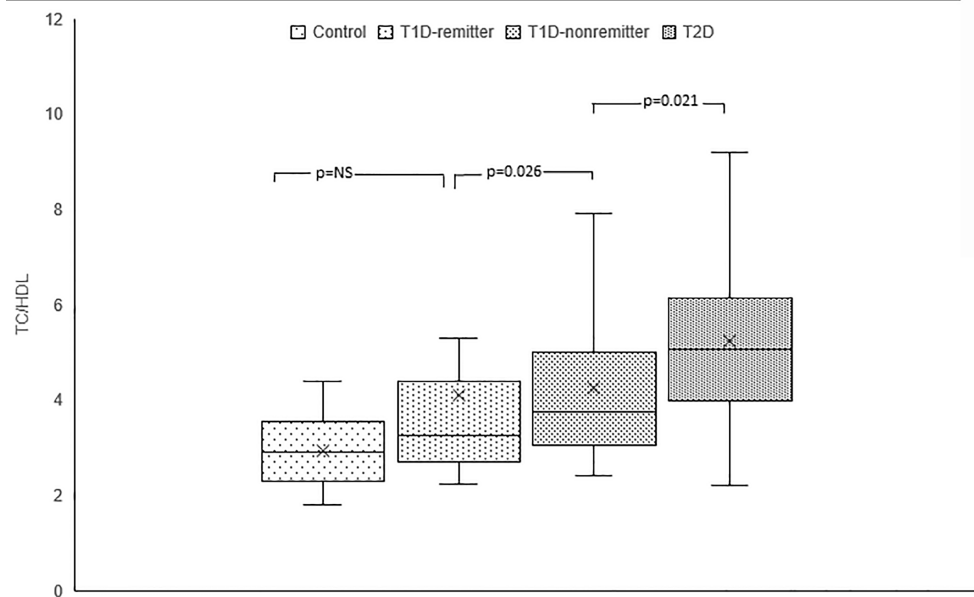 12
Control T1D-remitter T1D-nonremitter T2D
10
p=0.021
p=NS
p=0.026
8
TC/HDL
6
4
2
0